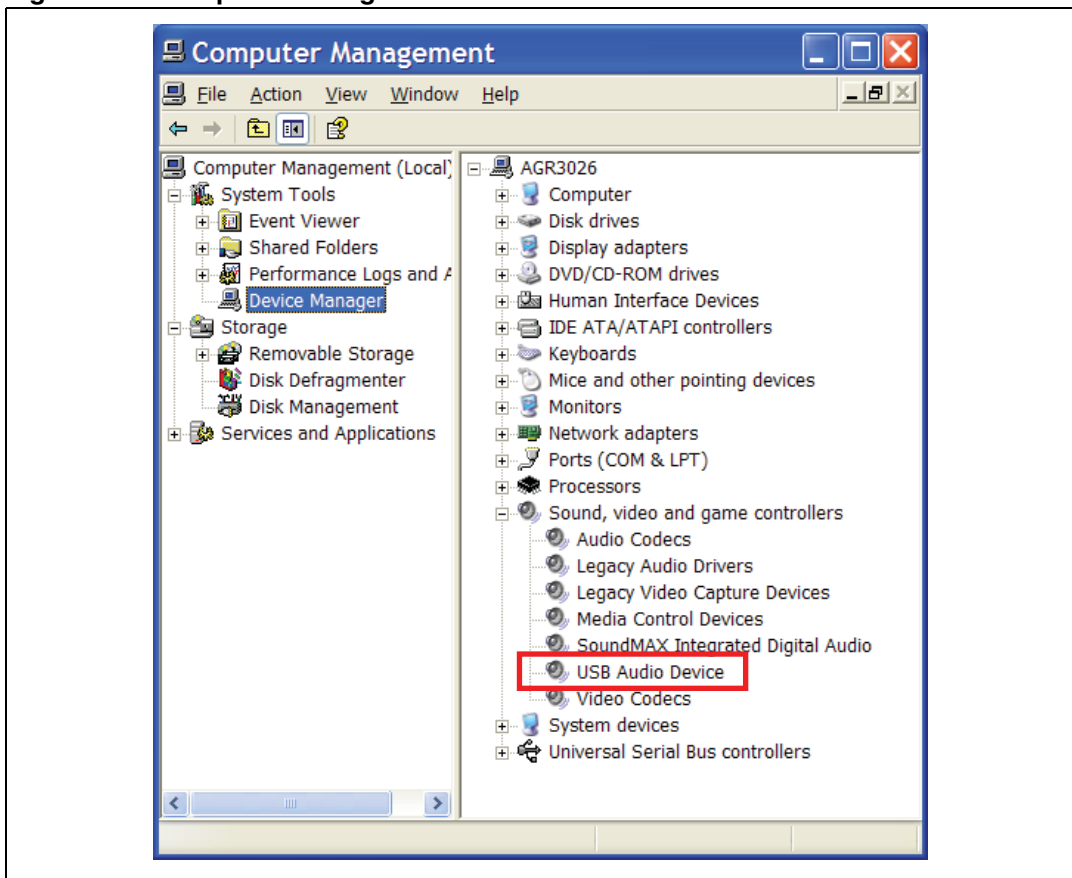 Computer Management
File Action View Window Help
Computer Management (Local)
System Tools
Event Viewer
Shared Folders
Performance Logs and A
Device Manager
Storage
Removable Storage
Disk Defragmenter
Disk Management
Services and Applications
AGR3026
Computer
Disk drives
Display adapters
DVD/CD-ROM drives
Human Interface Devices
IDE ATA/ATAPI controllers
Keyboards
Mice and other pointing devices
Monitors
Network adapters
Ports (COM & LPT)
Processors
Sound, video and game controllers
Audio Codecs
Legacy Audio Drivers
Legacy Video Capture Devices
Media Control Devices
SoundMAX Integrated Digital Audio
USB Audio Device
Video Codecs
System devices
Universal Serial Bus controllers